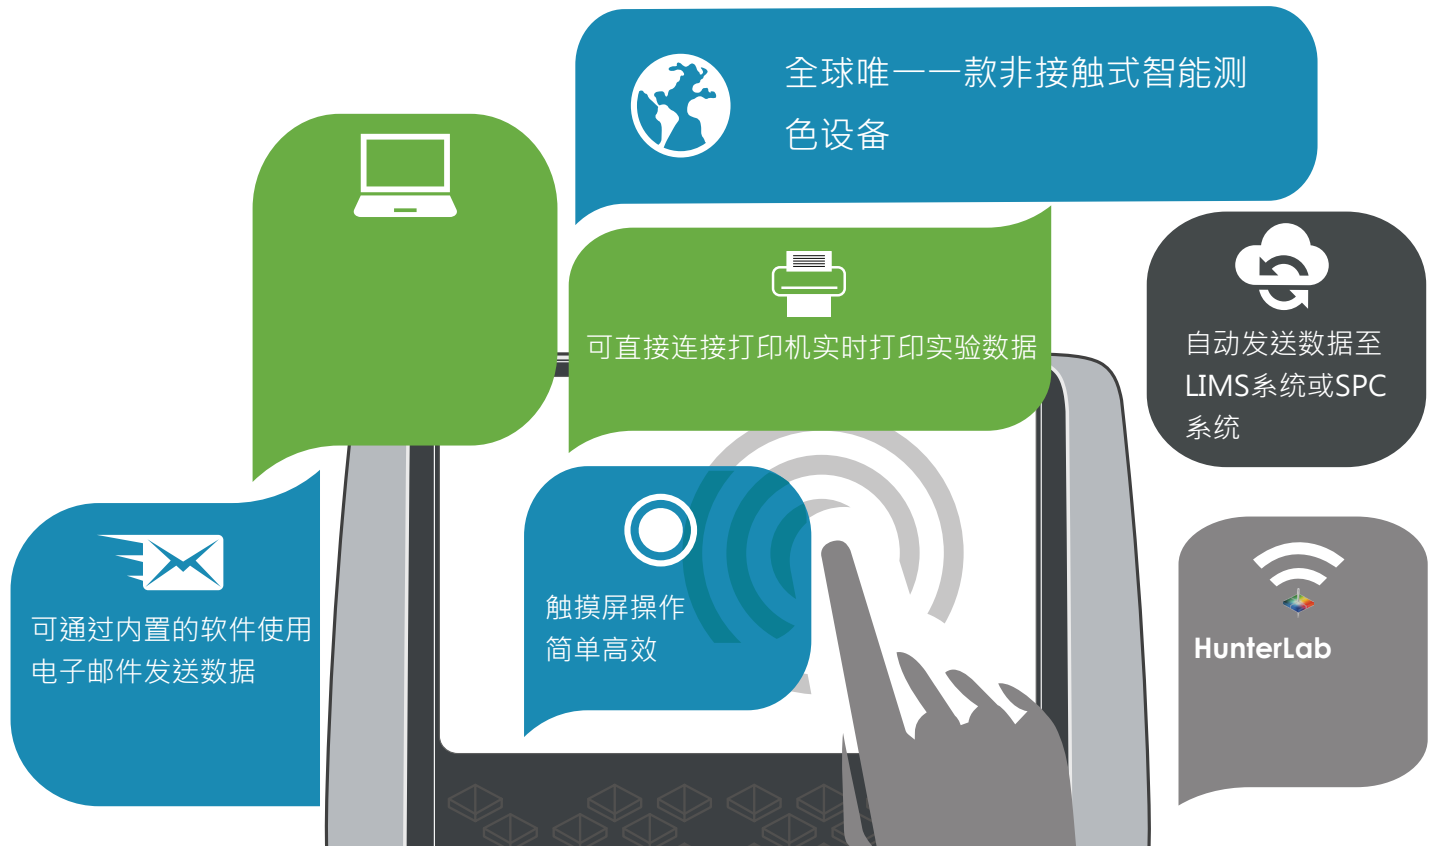 全球唯一一款非接触式智能测
色设备
可直接连接打印机实时打印实验数据
自动发送数据至
LIMS系统或SPC
系统
可通过内置的软件使用
电子邮件发送数据
触摸屏操作
简单高效
HunterLab